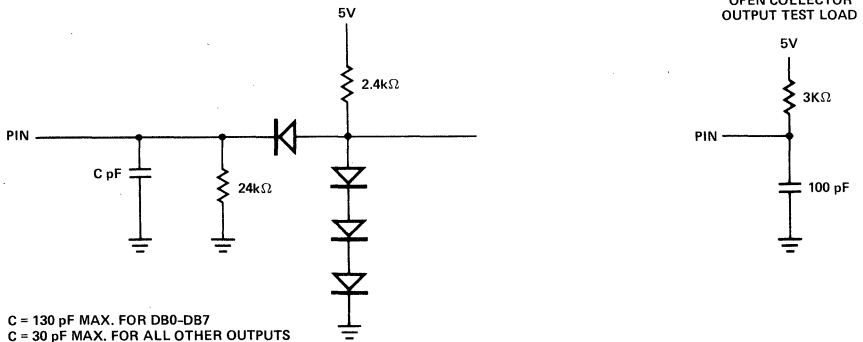 5V
2.4kΩ
PIN
C pF
24kΩ
C = 130 pF MAX. FOR DB0-DB7
C = 30 pF MAX. FOR ALL OTHER OUTPUTS
OPEN COLLECTOR
OUTPUT TEST LOAD
5V
3KΩ
PIN
100 pF